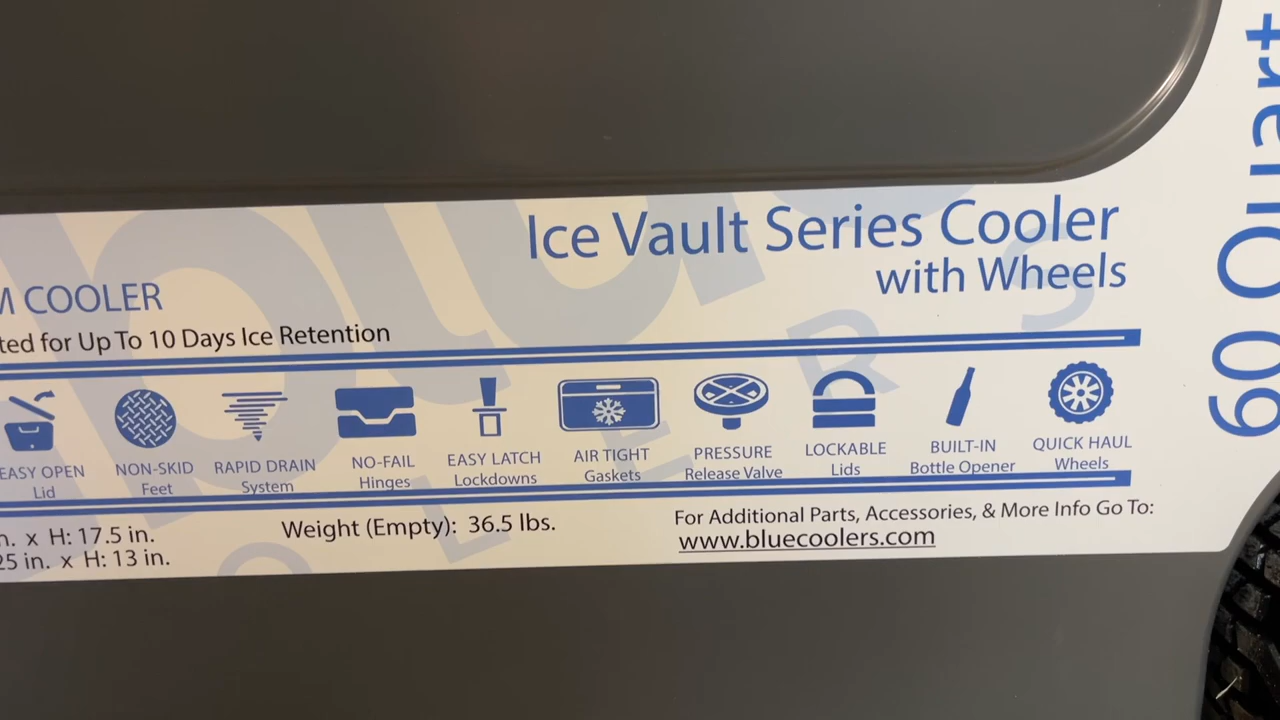 Ice Vault Series Cooler
with Wheels
COOLER
for Up To 10 Days Ice Retention
EASY OPEN
Lid
NON-SKID
Feet
RAPID DRAIN
System
NO-FAIL
Hinges
EASY LATCH
Lockdowns
AIR TIGHT
Gaskets
PRESSURE
Release Valve
LOCKABLE
Lids
BUILT-IN
Bottle Opener
QUICK HAUL
Wheels
x H: 17.5 in.
in. x H: 13 in.
Weight (Empty): 36.5 lbs.
For Additional Parts, Accessories, & More Info Go To:
www.bluecoolers.com
60 Quart